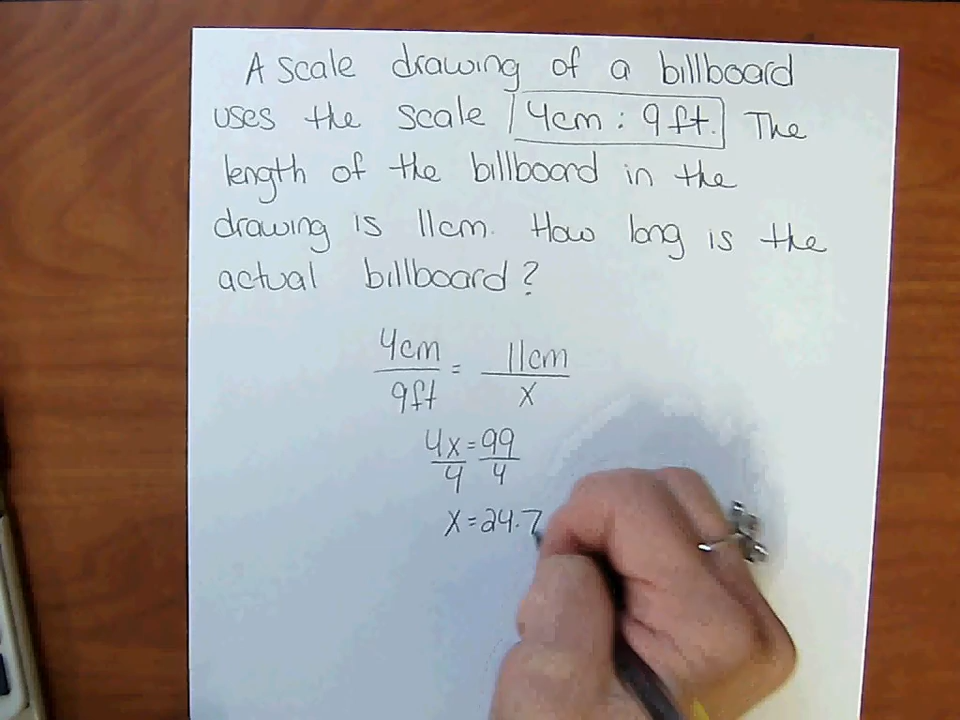 A scale drawing of a billboard
uses the scale 4cm : 9ft. The
length of the billboard in the
drawing is 11cm. How long is the
actual billboard?
4cm/9ft = 11cm/x
4x/4 = 99/4
x = 24.7